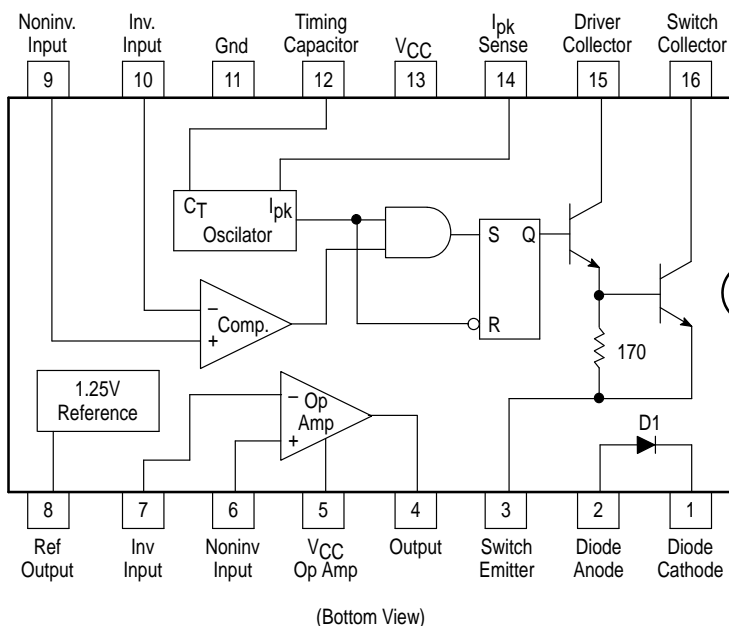 Noninv. Input
Inv. Input
Gnd
Timing Capacitor
VCC
Ipk Sense
Driver Collector
Switch Collector
9 10 11 12 13 14 15 16
CT Ipk
Oscilator
S Q
R
− Comp.
+
170
1.25V
Reference
− Op
Amp
+
D1
8 7 6 5 4 3 2 1
Ref Output
Inv Input
Noninv Input
VCC Op Amp
Output
Switch Emitter
Diode Anode
Diode Cathode
(Bottom View)